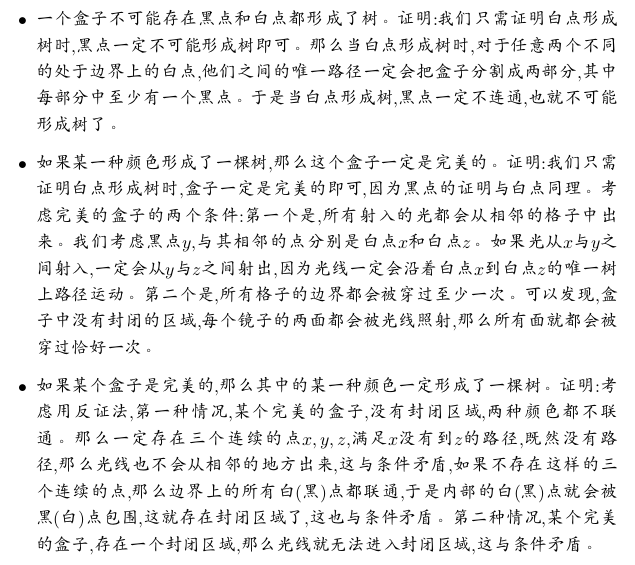 • 一个盒子不可能存在黑点和白点都形成了树。证明:我们只需证明白点形成
树时,黑点一定不可能形成树即可。那么当白点形成树时,对于任意两个不同
的处于边界上的白点,他们之间的唯一路径一定会把盒子分割成两部分,其中
每部分中至少有一个黑点。于是当白点形成树,黑点一定不连通,也就不可能
形成树了。
• 如果某一种颜色形成了一棵树,那么这个盒子一定是完美的。证明:我们只需
证明白点形成树时,盒子一定是完美的即可,因为黑点的证明与白点同理。考
虑完美的盒子的两个条件:第一个是,所有射入的光都会从相邻的格子中出
来。我们考虑黑点y,与其相邻的点分别是白点x和白点z。如果光从x与y之
间射入,一定会从y与z之间射出,因为光线一定会沿着白点x到白点z的唯一树
上路径运动。第二个是,所有格子的边界都会被穿过至少一次。可以发现,盒
子中没有封闭的区域,每个镜子的两面都会被光线照射,那么所有面就都会被
穿过恰好一次。
• 如果某个盒子是完美的,那么其中的某一种颜色一定形成了一棵树。证明:考
虑用反证法,第一种情况,某个完美的盒子,没有封闭区域,两种颜色都不联
通。那么一定存在三个连续的点x, y, z,满足x没有到z的路径,既然没有路
径,那么光线也不会从相邻的地方出来,这与条件矛盾,如果不存在这样的三
个连续的点,那么边界上的所有白(黑)点都联通,于是内部的白(黑)点就会被
黑(白)点包围,这就存在封闭区域了,这也与条件矛盾。第二种情况,某个完美
的盒子,存在一个封闭区域,那么光线就无法进入封闭区域,这与条件矛盾。